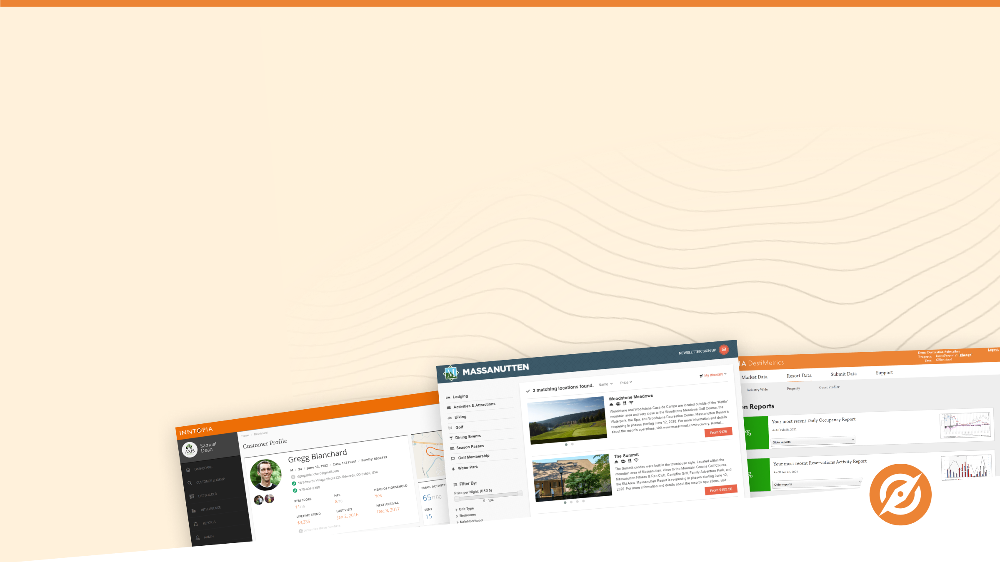 INNTOPIA
Samuel
Dean
AXIS
DASHBOARD
CUSTOMER LOOKUP
LIST BUILDER
INTELLIGENCE
REPORTS
ADMIN
Home
Dashboard
Customer Profile
Gregg Blanchard
M / 34 / June 13, 1982 / Cust: 15311341 / Family: 6532413
dgreggblanchard@gmail.com
56 Edwards Village Blvd #225, Edwards, CO 81632, USA
970-401-2380
RFM SCORE
11/15
NPS
8/10
HEAD OF HOUSEHOLD
Yes
LIFETIME SPEND
$3,335
LAST VISIT
Jan 2, 2016
NEXT ARRIVAL
Dec 3, 2017
customize these numbers
EMAIL ACTIVITY
65/100
SENT
15
M
MASSANUTTEN
NEWSLETTER SIGN UP
Lodging
Activities & Attractions
Biking
Golf
Dining Events
Season Passes
Golf Membership
Water Park
Filter By:
Price per Night: (USD $)
0 - 194
Unit Type
Bedrooms
Neighborhood
3 matching locations found.
Name
Price
My Itinerary
Woodstone Meadows
Woodstone and Woodstone Casa de Campo are located outside of the "Kettle"
mountain area and very close to the Woodstone Meadows Golf Course, the
Waterpark, the Spa, and Woodstone Recreation Center. Massanutten Resort is
reopening in phases starting June 12, 2020. For more information and details
about the resort's operations, visit www.massresort.com/recovery. Rental...
From $126
The Summit
The Summit condos were built in the townhouse style. Located within the
mountain area of Massanutten, close to the Mountain Greens Golf Course,
Massanutten Fitness & Rec Club, Campfire Grill, Family Adventure Park, and
the Ski Area. Massanutten Resort is reopening in phases starting June 12,
2020. For more information and details about the resort's operations, visit...
From $193.50
IA DestiMetrics
Demo Destination Subscriber
Property: DemoProperty1 Change
User: GBlanchard
Logout
Market Data
Resort Data
Submit Data
Support
Industry Wide
Property
Guest Profiler
n Reports
%
Your most recent Daily Occupancy Report
As Of Feb 28, 2021
Older reports
%
Your most recent Reservations Activity Report
As Of Feb 28, 2021
Older reports